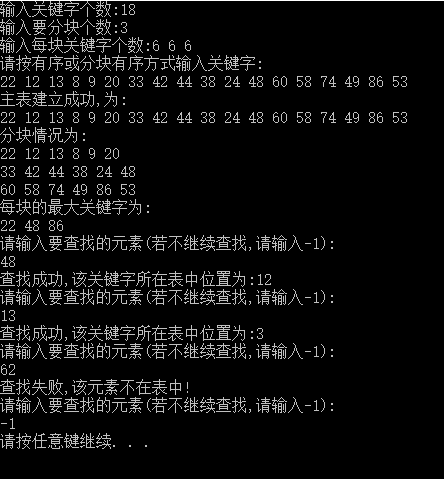 输入关键字个数:18
输入要分块个数:3
输入每块关键字个数:6 6 6
请按有序或分块有序方式输入关键字:
22 12 13 8 9 20 33 42 44 38 24 48 60 58 74 49 86 53
主表建立成功,为:
22 12 13 8 9 20 33 42 44 38 24 48 60 58 74 49 86 53
分块情况为:
22 12 13 8 9 20
33 42 44 38 24 48
60 58 74 49 86 53
每块的最大关键字为:
22 48 86
请输入要查找的元素(若不继续查找,请输入-1):
48
查找成功,该关键字所在表中位置为:12
请输入要查找的元素(若不继续查找,请输入-1):
13
查找成功,该关键字所在表中位置为:3
请输入要查找的元素(若不继续查找,请输入-1):
62
查找失败,该元素不在表中!
请输入要查找的元素(若不继续查找,请输入-1):
-1
请按任意键继续. . .